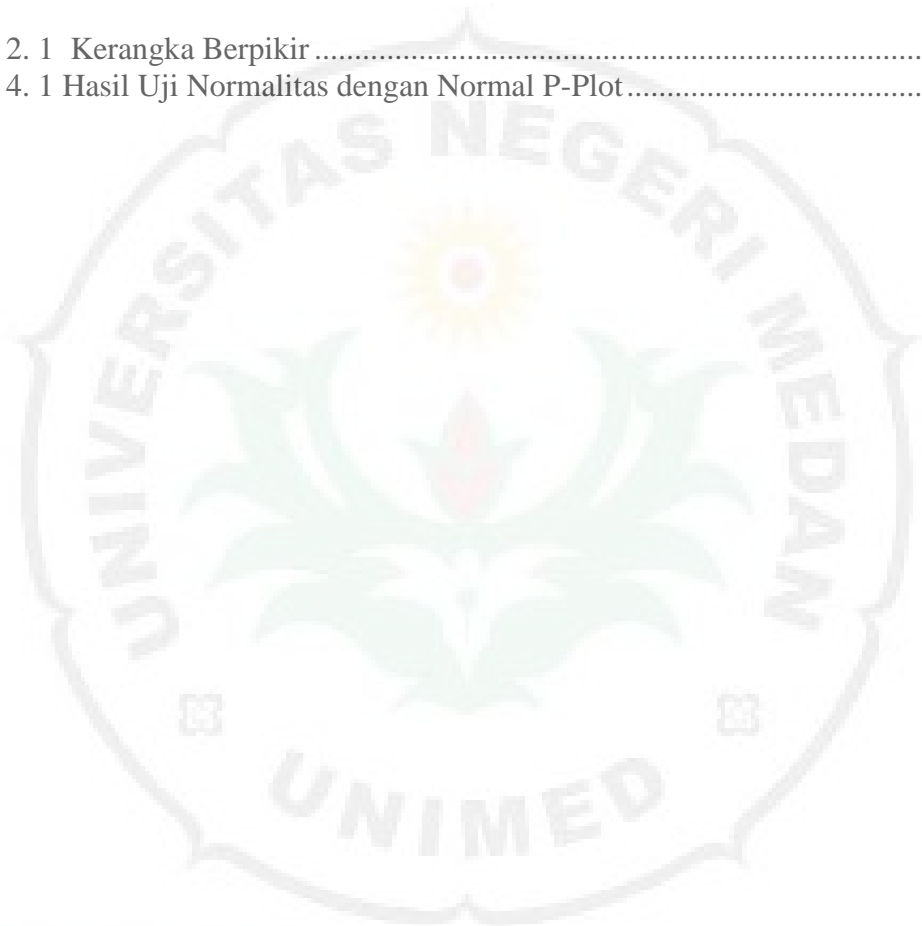 2. 1  Kerangka Berpikir ..............................................................................
4. 1 Hasil Uji Normalitas dengan Normal P-Plot ......................................
UNIVERSITAS NEGERI MEDAN
UNIMED